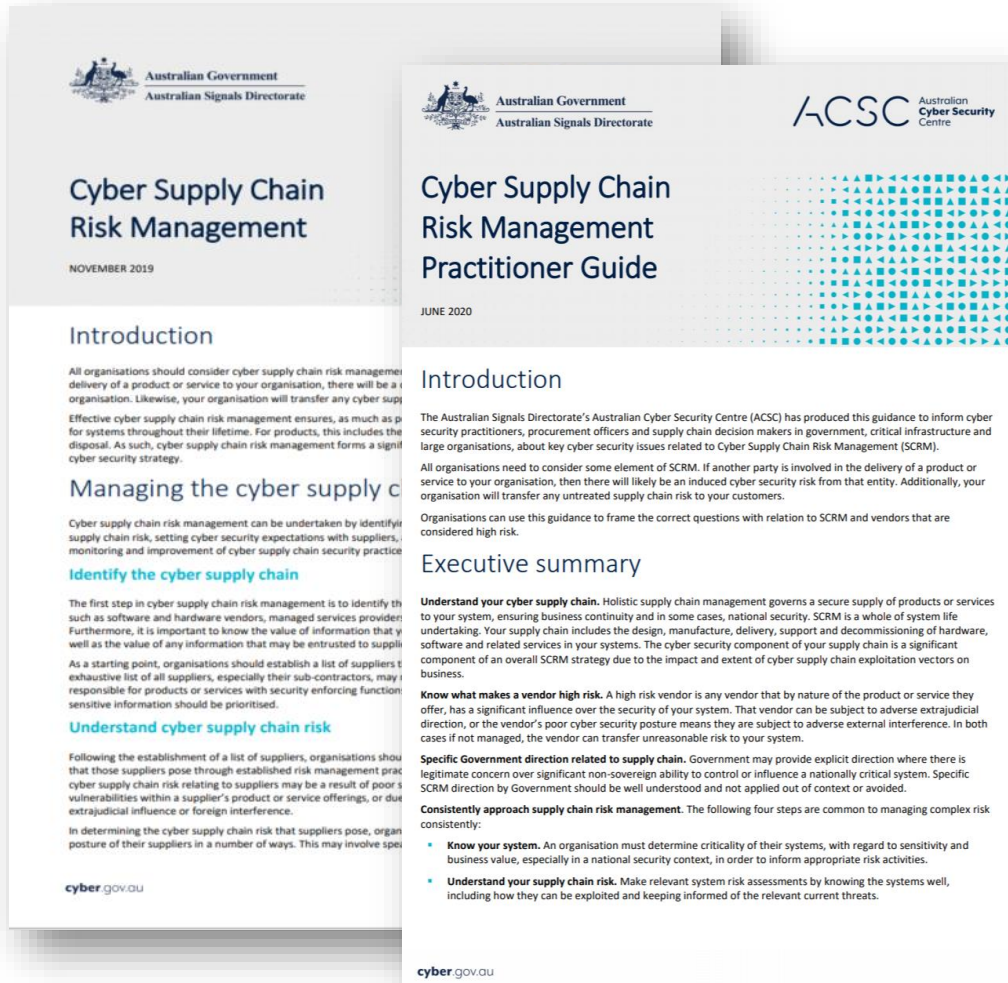 Australian Government
Australian Signals Directorate
Cyber Supply Chain
Risk Management
NOVEMBER 2019
Introduction
All organisations should consider cyber supply chain risk manageme
delivery of a product or service to your organisation, there will be a
organisation. Likewise, your organisation will transfer any cyber supp
Effective cyber supply chain risk management ensures, as much as p
for systems throughout their lifetime. For products, this includes the
disposal. As such, cyber supply chain risk management forms a signif
cyber security strategy.
Managing the cyber supply c
Cyber supply chain risk management can be undertaken by identifyin
supply chain risk, setting cyber security expectations with suppliers,
monitoring and improvement of cyber supply chain security practice
Identify the cyber supply chain
The first step in cyber supply chain risk management is to identify th
such as software and hardware vendors, managed services provider
Furthermore, it is important to know the value of information that y
well as the value of any information that may be entrusted to suppli
As a starting point, organisations should establish a list of suppliers t
exhaustive list of all suppliers, especially their sub-contractors, may
responsible for products or services with security enforcing function
sensitive information should be prioritised.
Understand cyber supply chain risk
Following the establishment of a list of suppliers, organisations shou
that those suppliers pose through established risk management prac
cyber supply chain risk relating to suppliers may be a result of poor s
vulnerabilities within a supplier's product or service offerings, or due
extrajudicial influence or foreign interference.
In determining the cyber supply chain risk that suppliers pose, organ
posture of their suppliers in a number of ways. This may involve spe
cyber.gov.au
Australian Government
Australian Signals Directorate
ACSC Australian
Cyber Security
Centre
Cyber Supply Chain
Risk Management
Practitioner Guide
JUNE 2020
Introduction
The Australian Signals Directorate's Australian Cyber Security Centre (ACSC) has produced this guidance to inform cyber
security practitioners, procurement officers and supply chain decision makers in government, critical infrastructure and
large organisations, about key cyber security issues related to Cyber Supply Chain Risk Management (SCRM).
All organisations need to consider some element of SCRM. If another party is involved in the delivery of a product or
service to your organisation, then there will likely be an induced cyber security risk from that entity. Additionally, your
organisation will transfer any untreated supply chain risk to your customers.
Organisations can use this guidance to frame the correct questions with relation to SCRM and vendors that are
considered high risk.
Executive summary
Understand your cyber supply chain. Holistic supply chain management governs a secure supply of products or services
to your system, ensuring business continuity and in some cases, national security. SCRM is a whole of system life
undertaking. Your supply chain includes the design, manufacture, delivery, support and decommissioning of hardware,
software and related services in your systems. The cyber security component of your supply chain is a significant
component of an overall SCRM strategy due to the impact and extent of cyber supply chain exploitation vectors on
business.
Know what makes a vendor high risk. A high risk vendor is any vendor that by nature of the product or service they
offer, has a significant influence over the security of your system. That vendor can be subject to adverse extrajudicial
direction, or the vendor's poor cyber security posture means they are subject to adverse external interference. In both
cases if not managed, the vendor can transfer unreasonable risk to your system.
Specific Government direction related to supply chain. Government may provide explicit direction where there is
legitimate concern over significant non-sovereign ability to control or influence a nationally critical system. Specific
SCRM direction by Government should be well understood and not applied out of context or avoided.
Consistently approach supply chain risk management. The following four steps are common to managing complex risk
consistently:
▪ Know your system. An organisation must determine criticality of their systems, with regard to sensitivity and
business value, especially in a national security context, in order to inform appropriate risk activities.
▪ Understand your supply chain risk. Make relevant system risk assessments by knowing the systems well,
including how they can be exploited and keeping informed of the relevant current threats.
cyber.gov.au